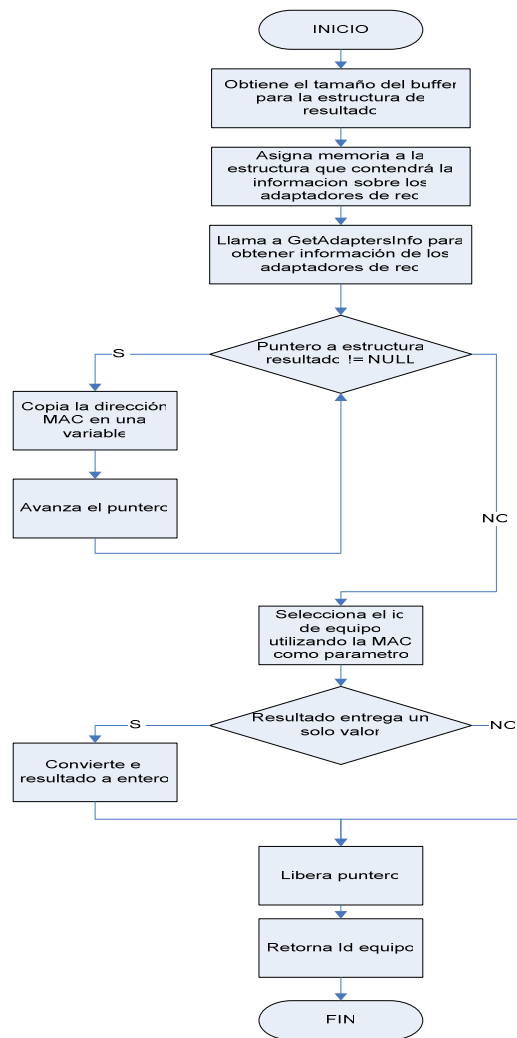 INICIO
Obtiene el tamaño del buffer
para la estructura de
resultado
Asigna memoria a la
estructura que contendrá la
informacion sobre los
adaptadores de red
Llama a GetAdaptersInfo para
obtener información de los
adaptadores de red
Puntero a estructura
resultado != NULL
S
Copia la dirección
MAC en una
variable
Avanza el puntero
NO
Selecciona el id
de equipo
utilizando la MAC
como parametro
Resultado entrega un
solo valor
S
NO
Convierte e
resultado a entero
Libera puntero
Retorna Id equipo
FIN